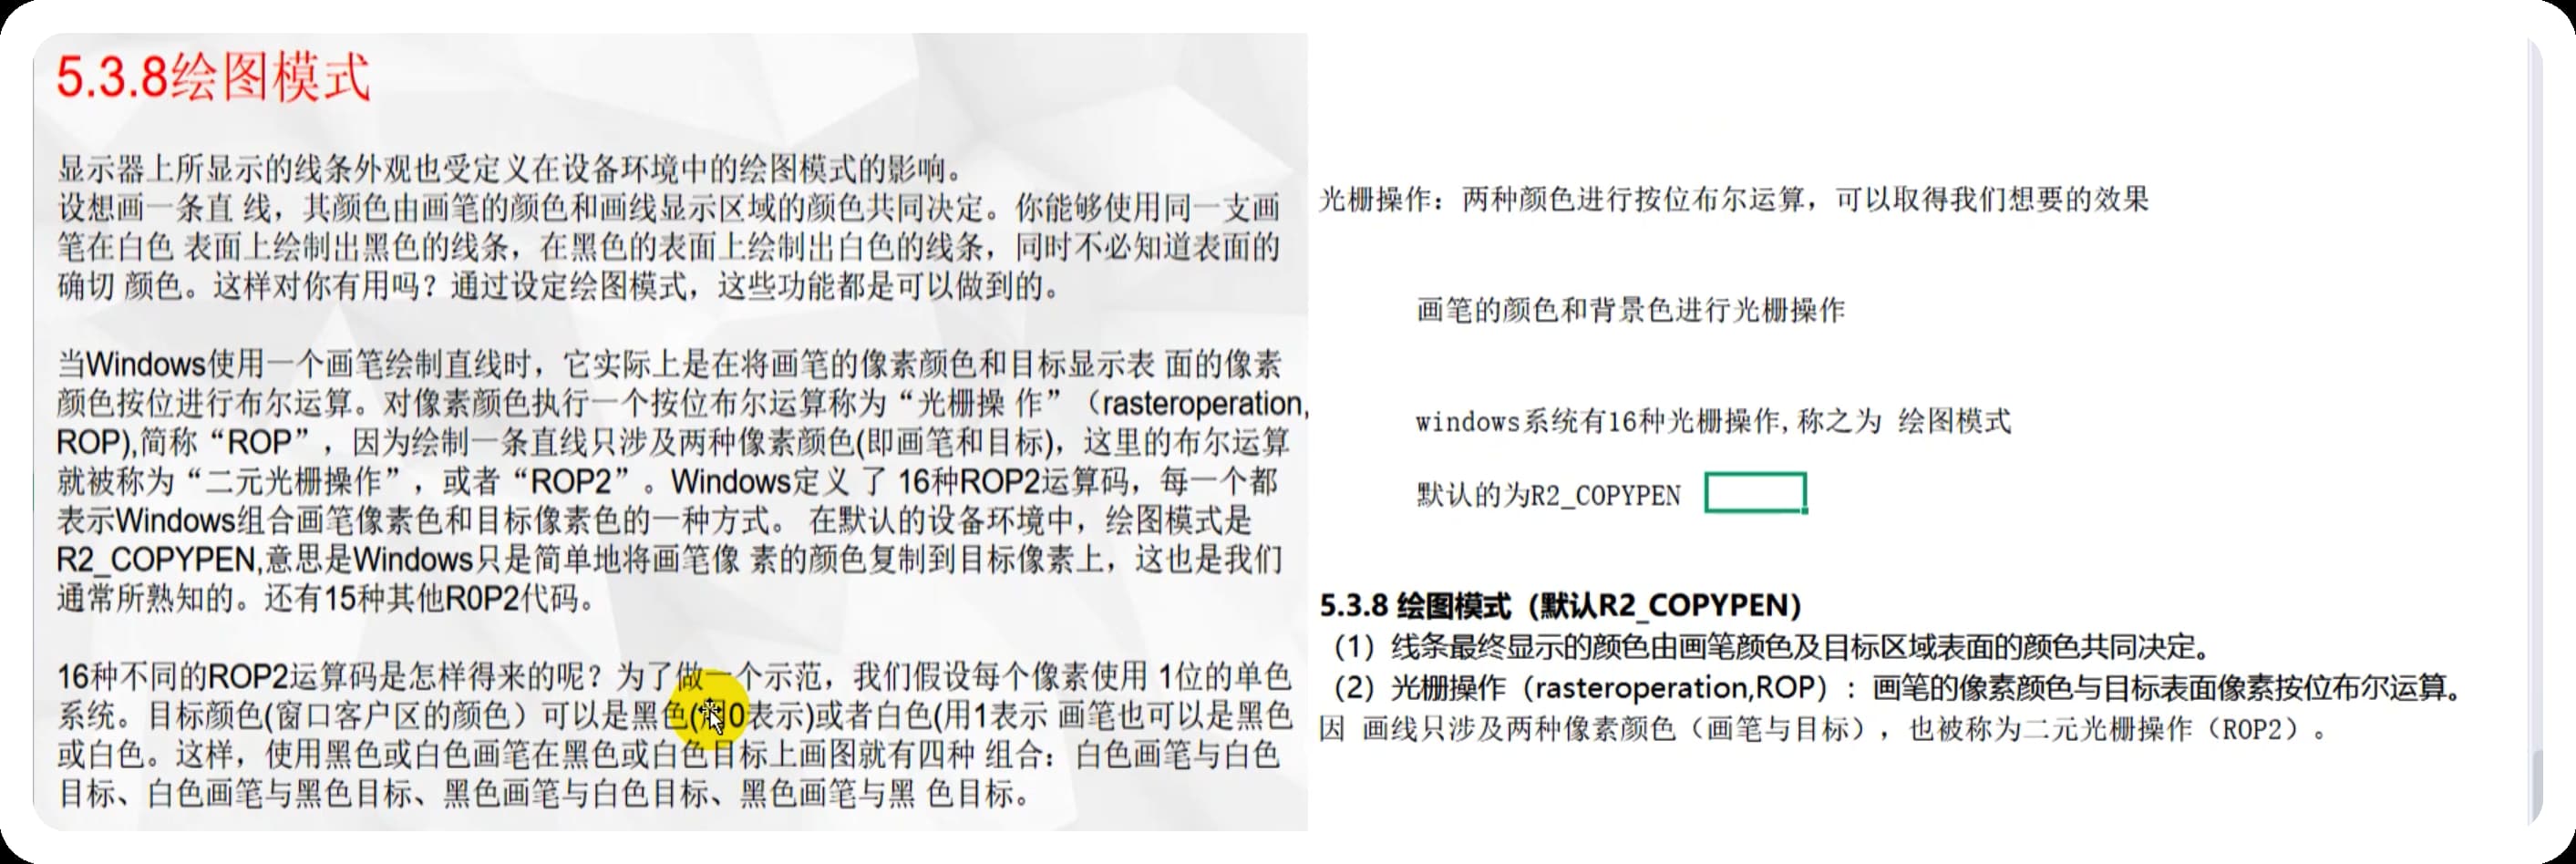 5.3.8绘图模式
显示器上所显示的线条外观也受定义在设备环境中的绘图模式的影响。
设想画一条直 线，其颜色由画笔的颜色和画线显示区域的颜色共同决定。你能够使用同一支画
笔在白色 表面上绘制出黑色的线条，在黑色的表面上绘制出白色的线条，同时不必知道表面的
确切 颜色。这样对你有用吗？通过设定绘图模式，这些功能都是可以做到的。
当Windows使用一个画笔绘制直线时，它实际上是在将画笔的像素颜色和目标显示表 面的像素
颜色按位进行布尔运算。对像素颜色执行一个按位布尔运算称为“光栅操 作”（rasteroperation,
ROP),简称“ROP”，因为绘制一条直线只涉及两种像素颜色(即画笔和目标)，这里的布尔运算
就被称为“二元光栅操作”，或者“ROP2”。Windows定义 了 16种ROP2运算码，每一个都
表示Windows组合画笔像素色和目标像素色的一种方式。 在默认的设备环境中，绘图模式是
R2_COPYPEN,意思是Windows只是简单地将画笔像 素的颜色复制到目标像素上，这也是我们
通常所熟知的。还有15种其他R0P2代码。
16种不同的ROP2运算码是怎样得来的呢？为了做一个示范，我们假设每个像素使用 1位的单色
系统。目标颜色(窗口客户区的颜色）可以是黑色(用0表示)或者白色(用1表示 画笔也可以是黑色
或白色。这样，使用黑色或白色画笔在黑色或白色目标上画图就有四种 组合：白色画笔与白色
目标、白色画笔与黑色目标、黑色画笔与白色目标、黑色画笔与黑 色目标。
光栅操作：两种颜色进行按位布尔运算，可以取得我们想要的效果
画笔的颜色和背景色进行光栅操作
windows系统有16种光栅操作,称之为 绘图模式
默认的为R2_COPYPEN
5.3.8 绘图模式（默认R2_COPYPEN）
（1）线条最终显示的颜色由画笔颜色及目标区域表面的颜色共同决定。
（2）光栅操作（rasteroperation,ROP）：画笔的像素颜色与目标表面像素按位布尔运算。
因 画线只涉及两种像素颜色（画笔与目标），也被称为二元光栅操作（ROP2）。